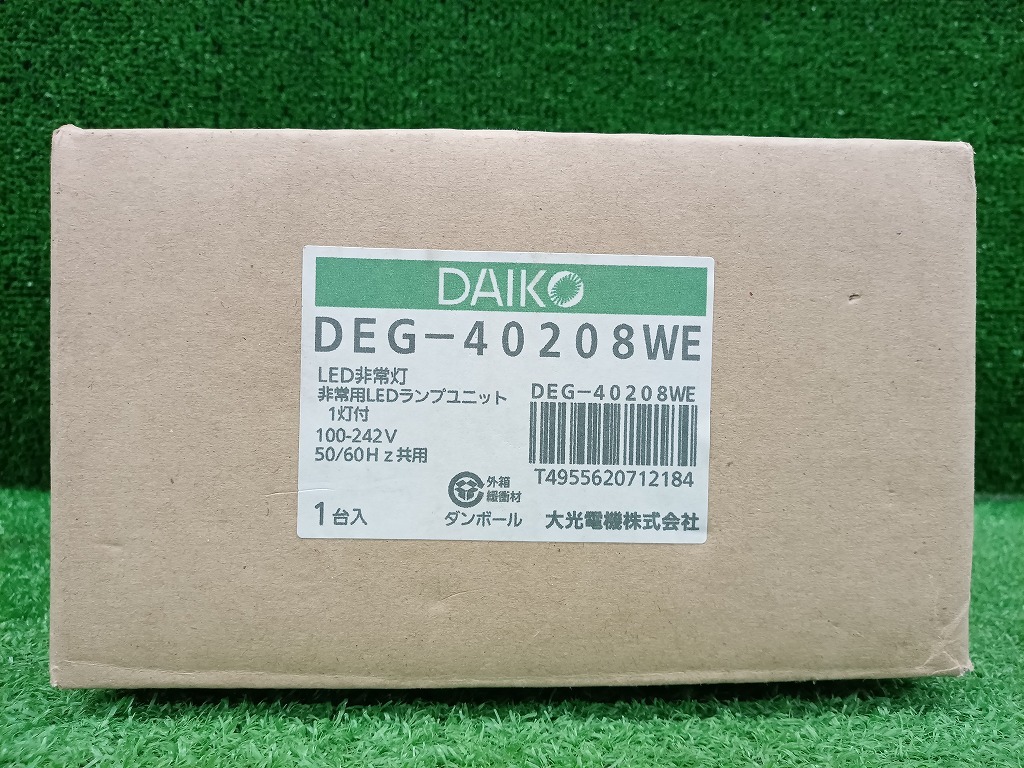 DAIKO
DEG-40208WE
LED非常灯
非常用LEDランプユニット
1灯付
100-242V
50/60Hz共用
DEG-40208WE
T4955620712184
外箱
緩衝材
ダンボール
1台入
大光電機株式会社